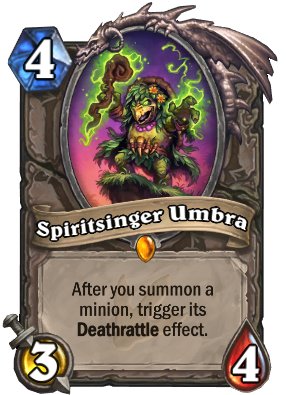 4
Spiritsinger Umbra
After you summon a
minion, trigger its
Deathrattle effect.
3
4